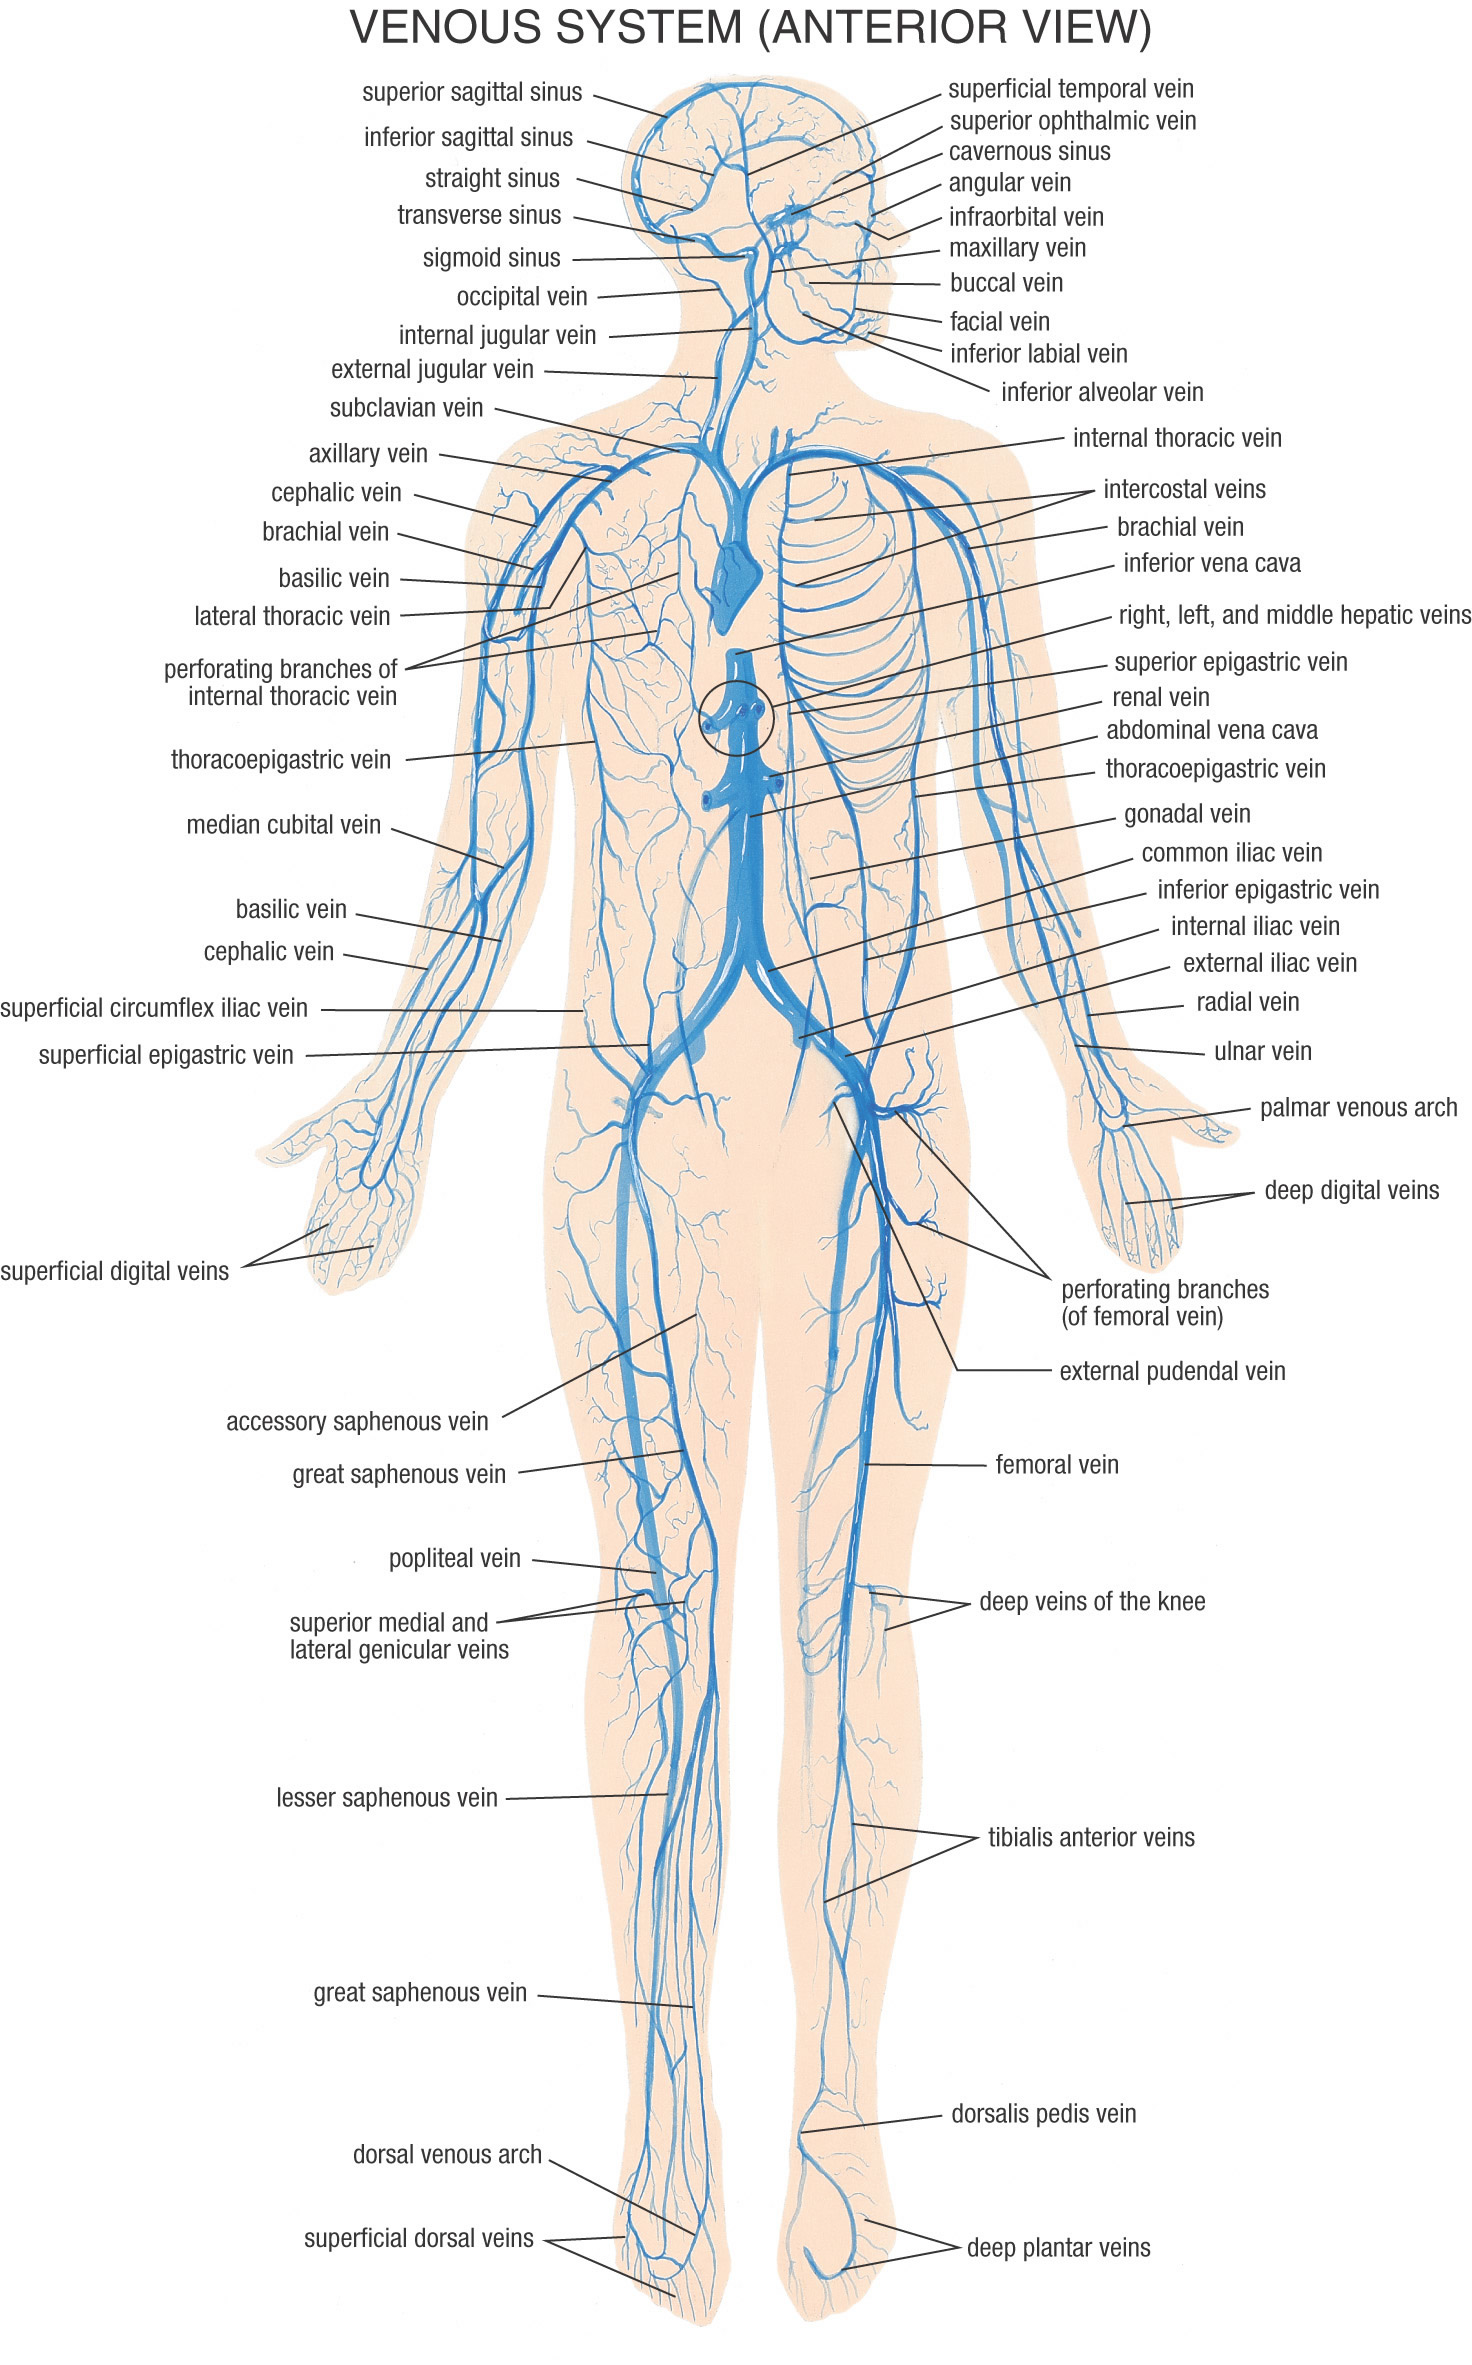 VENOUS SYSTEM (ANTERIOR VIEW)
superior sagittal sinus
inferior sagittal sinus
straight sinus
transverse sinus
sigmoid sinus
occipital vein
internal jugular vein
external jugular vein
subclavian vein
axillary vein
cephalic vein
brachial vein
basilic vein
lateral thoracic vein
perforating branches of
internal thoracic vein
thoracoepigastric vein
median cubital vein
basilic vein
cephalic vein
superficial circumflex iliac vein
superficial epigastric vein
superficial digital veins
accessory saphenous vein
great saphenous vein
popliteal vein
superior medial and
lateral genicular veins
lesser saphenous vein
great saphenous vein
dorsal venous arch
superficial dorsal veins
superficial temporal vein
superior ophthalmic vein
cavernous sinus
angular vein
infraorbital vein
maxillary vein
buccal vein
facial vein
inferior labial vein
inferior alveolar vein
internal thoracic vein
intercostal veins
brachial vein
inferior vena cava
right, left, and middle hepatic veins
superior epigastric vein
renal vein
abdominal vena cava
thoracoepigastric vein
gonadal vein
common iliac vein
inferior epigastric vein
internal iliac vein
external iliac vein
radial vein
ulnar vein
palmar venous arch
deep digital veins
perforating branches
(of femoral vein)
external pudendal vein
femoral vein
deep veins of the knee
tibialis anterior veins
dorsalis pedis vein
deep plantar veins